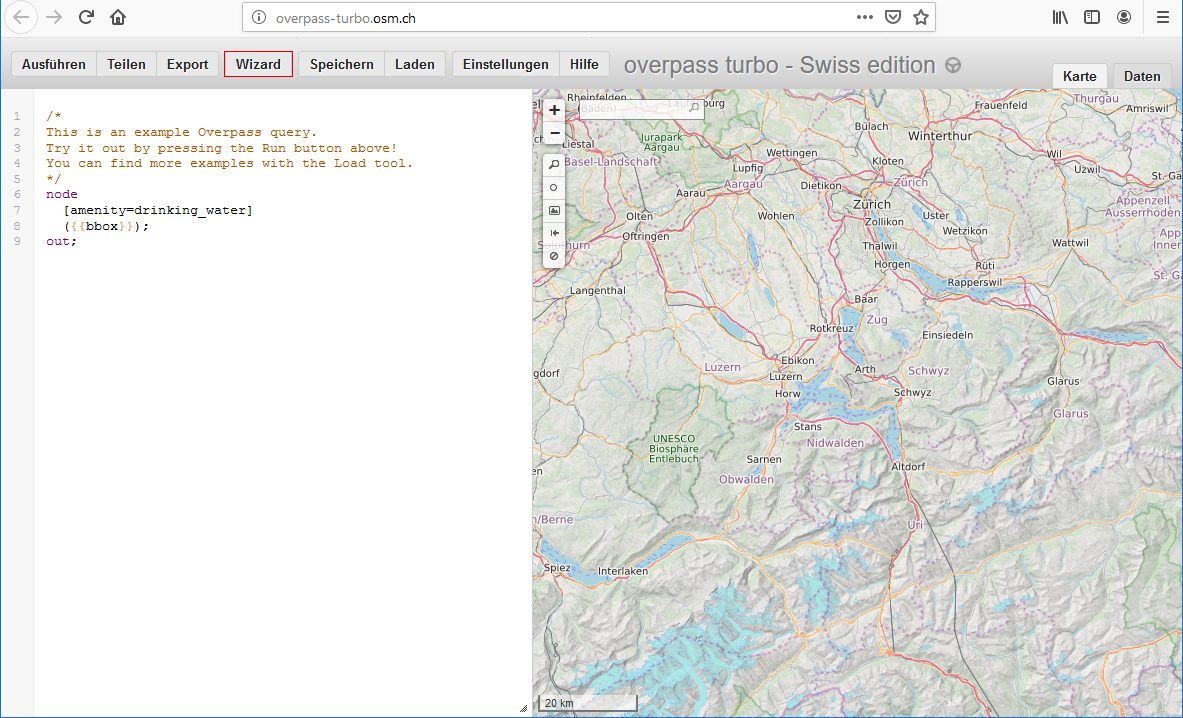 overpass-turbo.osm.ch
Ausführen Teilen Export Wizard Speichern Laden Einstellungen Hilfe overpass turbo - Swiss edition Karte Daten
1 /*
2 This is an example Overpass query.
3 Try it out by pressing the Run button above!
4 You can find more examples with the Load tool.
5 */
6 node
7 [amenity=drinking_water]
8 ({{bbox}});
9 out;
+
−
Rheinfelden
(Baden)
Laufenburg
Frauenfeld
Thurgau
Amriswil
Liestal
Jurapark
Aargau
Bülach
Winterthur
Basel-Landschaft
Wettingen
Kloten
Wil
Uzwil
St. Ga
Lupfig
Aargau
Dietikon
Zürich
Aarau
Zürich
Appenzell
Ausserrhoden
Olten
Wohlen
Zollikon
Uster
Wetzikon
App
Inner
Oftringen
Solothurn
Thalwil
Wattwil
Horgen
Rüti
St. G
Langenthal
Rapperswil
Baar
Zug
Rotkreuz
Einsiedeln
Ebikon
Luzern
Luzern
Arth
Schwyz
gdorf
Horw
Schwyz
Glarus
Glarus
Stans
Nidwalden
UNESCO
Biosphäre
Entlebuch
Sarnen
Altdorf
en
Obwalden
n/Berne
Uri
Spiez
Interlaken
20 km